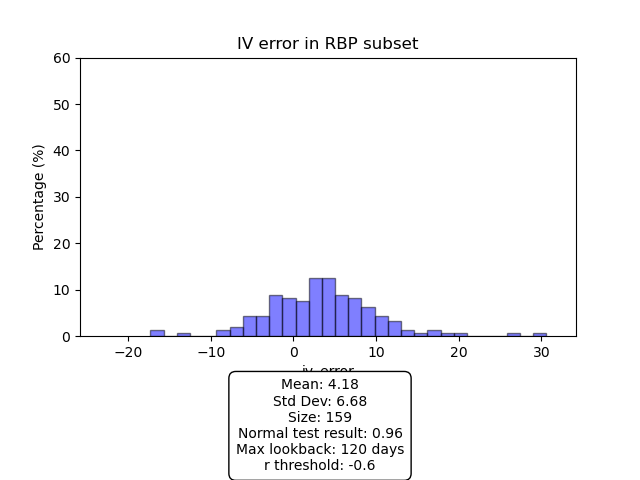 IV error in RBP subset
Percentage (%)
60
50
40
30
20
10
0
−20
−10
0
10
20
30
iv_error
Mean: 4.18
Std Dev: 6.68
Size: 159
Normal test result: 0.96
Max lookback: 120 days
r threshold: -0.6